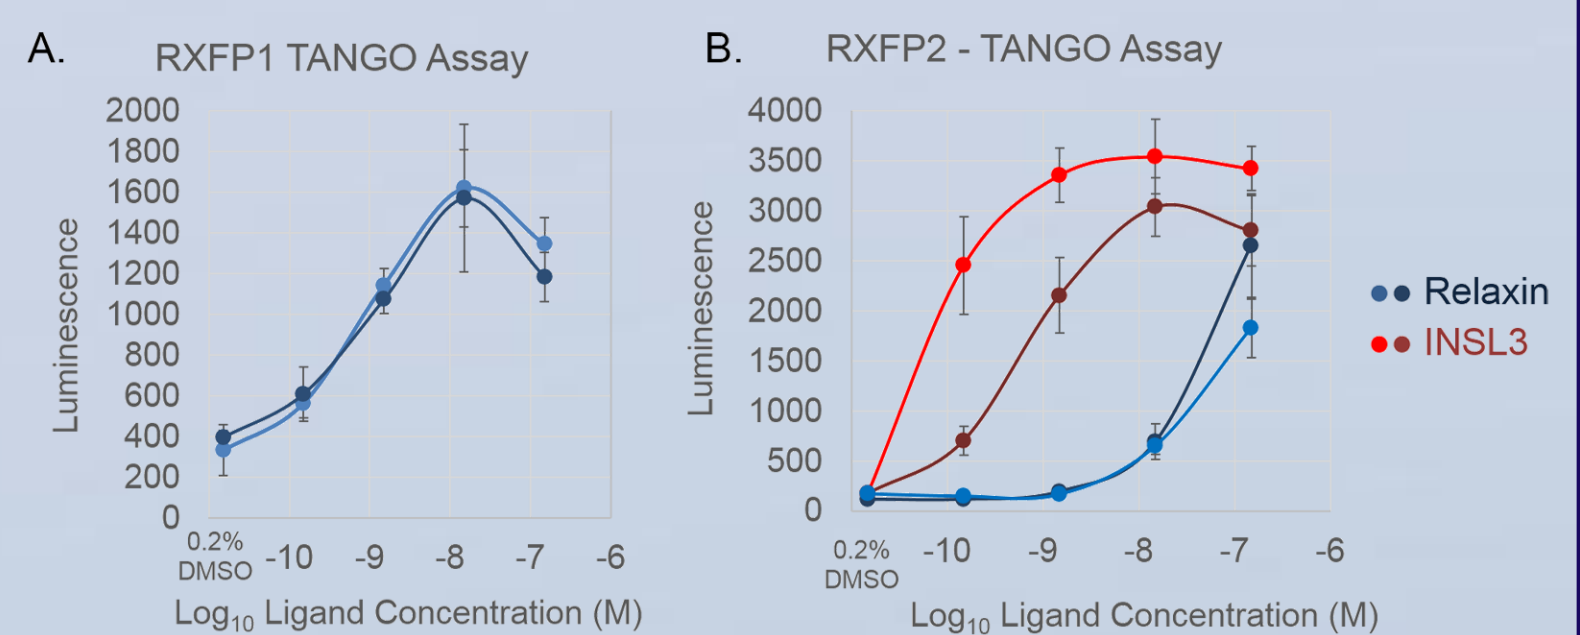 A.
RXFP1 TANGO Assay
2000
1800
1600
1400
1200
1000
800
600
400
200
0
Luminescence
0.2%
DMSO
-10
-9
-8
-7
-6
Log₁₀ Ligand Concentration (M)
B.
RXFP2 - TANGO Assay
4000
3500
3000
2500
2000
1500
1000
500
0
Luminescence
0.2%
DMSO
-10
-9
-8
-7
-6
Log₁₀ Ligand Concentration (M)
Relaxin
INSL3